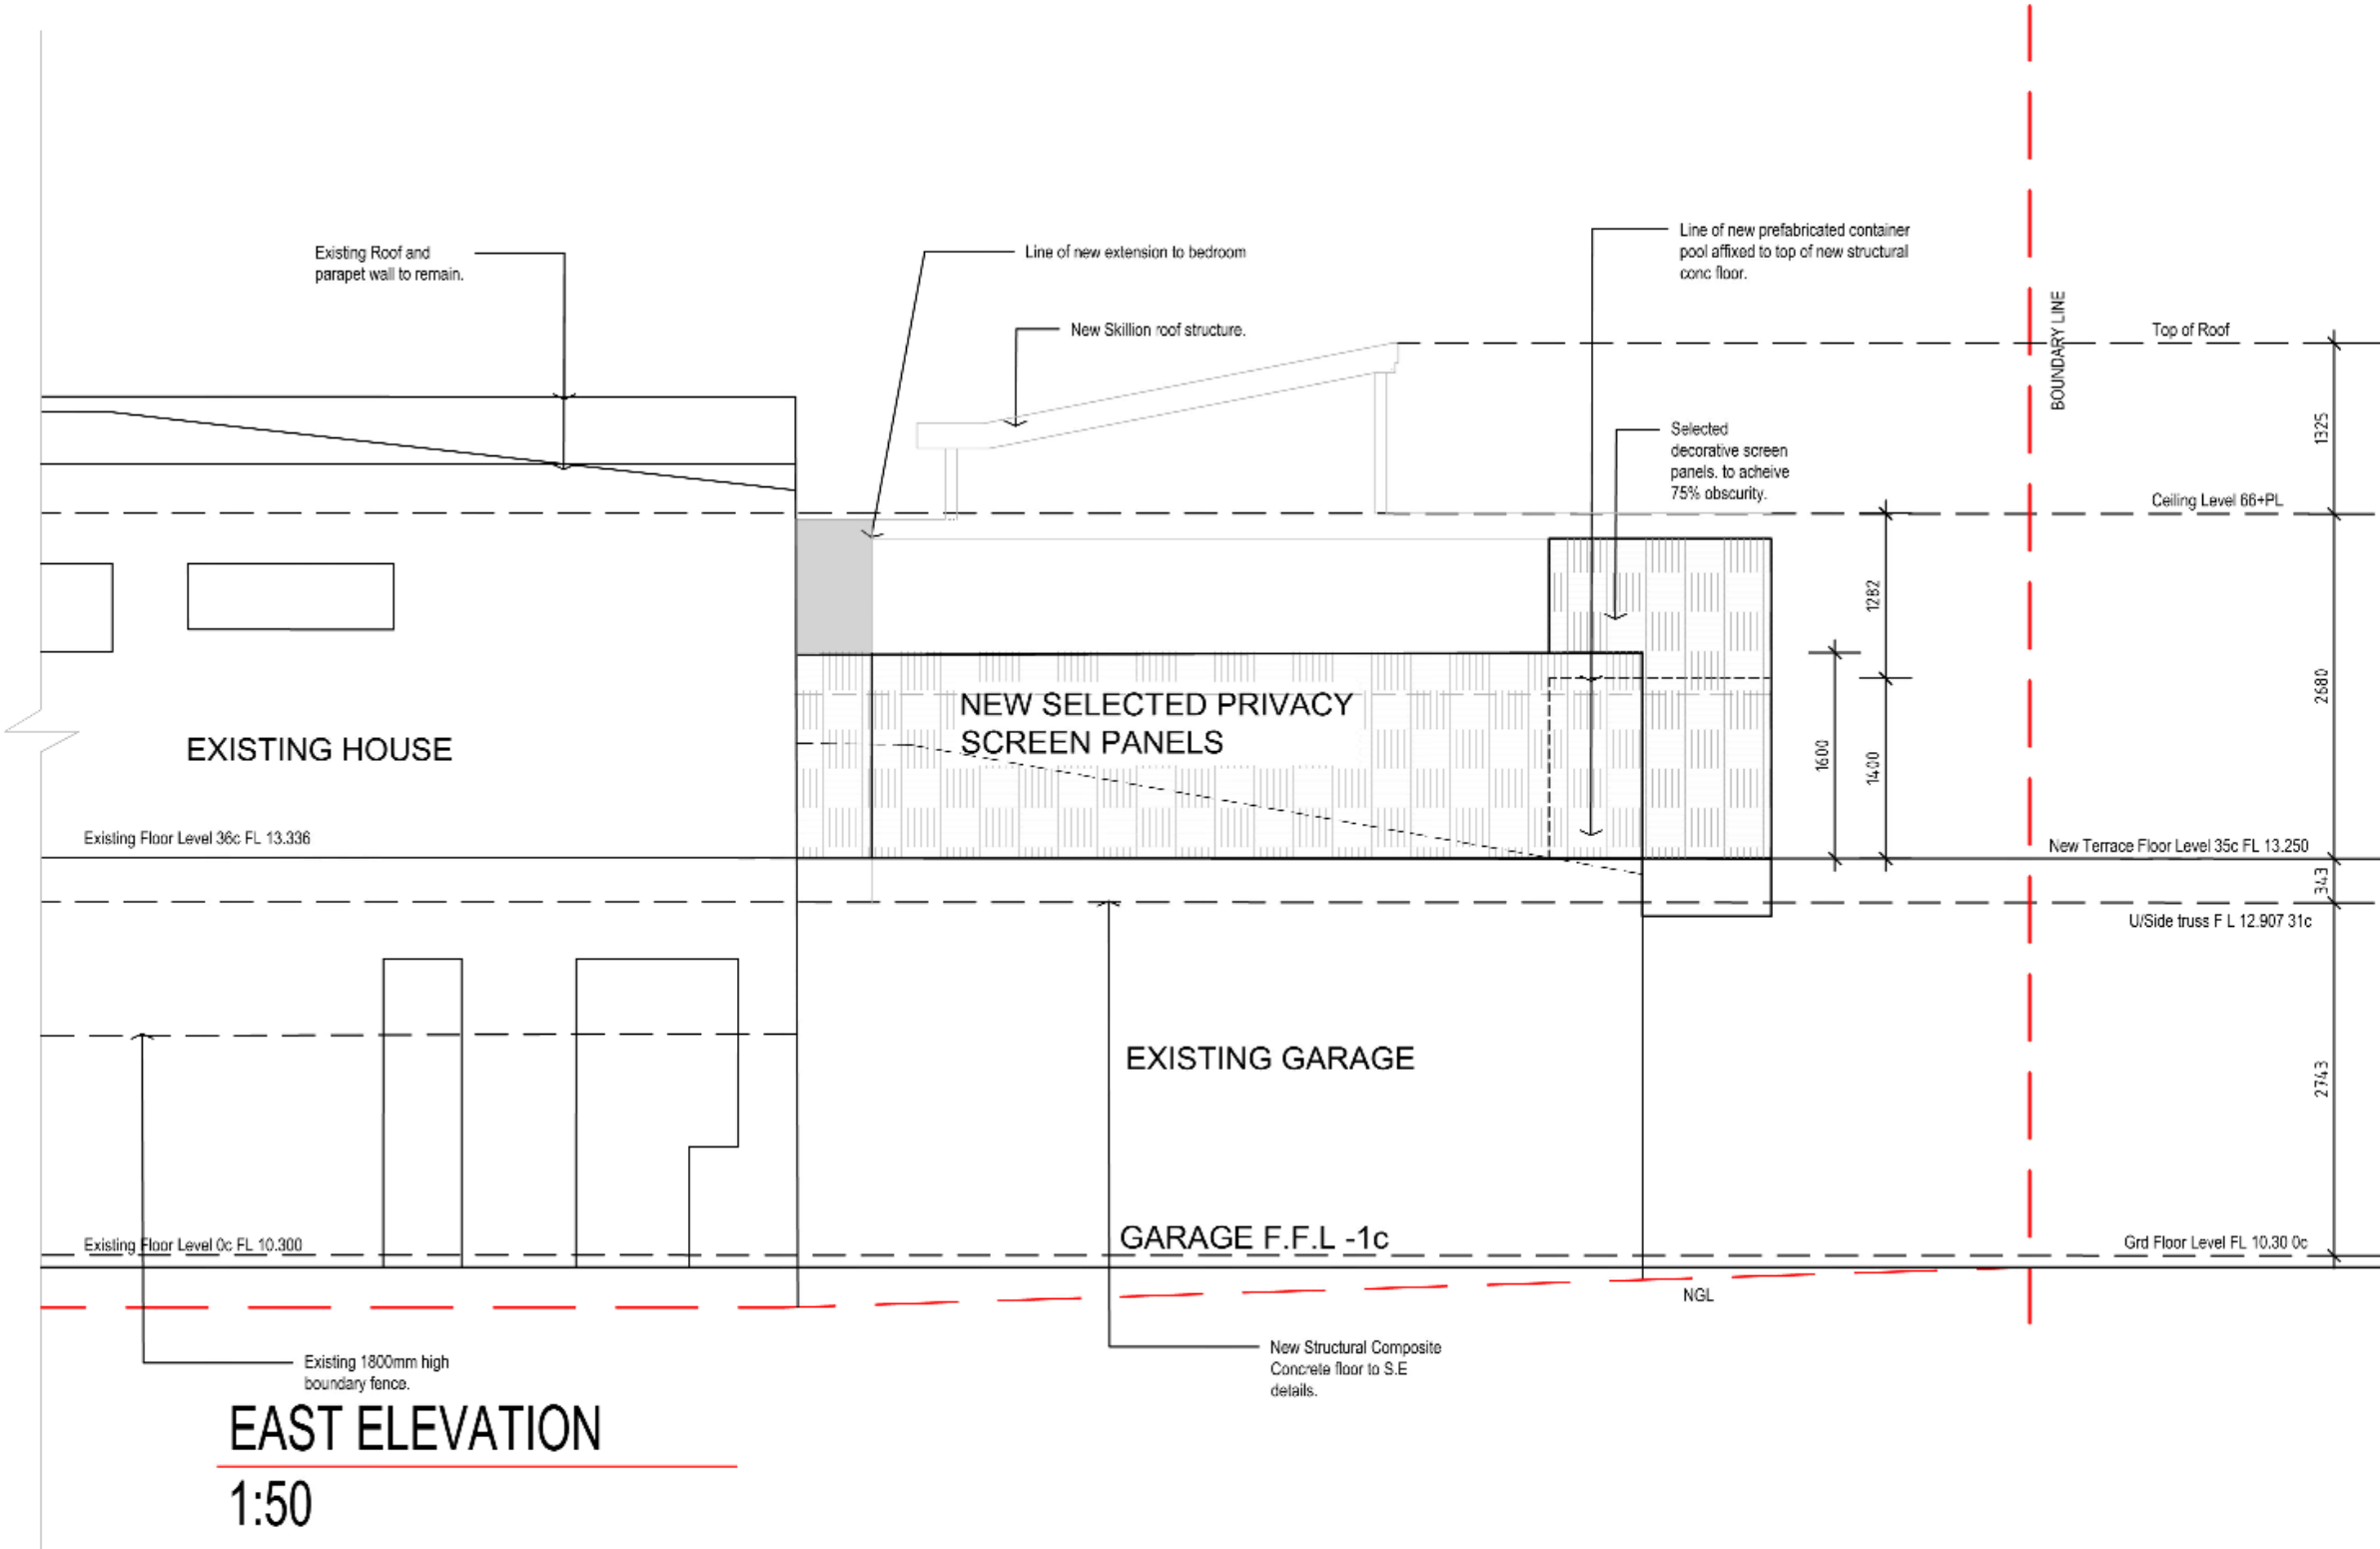 Existing Roof and
parapet wall to remain.
Line of new extension to bedroom
New Skillion roof structure.
Line of new prefabricated container
pool affixed to top of new structural
conc floor.
BOUNDARY LINE
Top of Roof
1325
Selected
decorative screen
panels. to acheive
75% obscurity.
Ceiling Level 66+PL
1282
2680
NEW SELECTED PRIVACY
SCREEN PANELS
EXISTING HOUSE
1600
1400
Existing Floor Level 36c FL 13.336
New Terrace Floor Level 35c FL 13.250
343
U/Side truss F L 12.907 31c
EXISTING GARAGE
2743
GARAGE F.F.L -1c
Existing Floor Level 0c FL 10.300
Grd Floor Level FL 10.30 0c
NGL
Existing 1800mm high
boundary fence.
New Structural Composite
Concrete floor to S.E
details.
EAST ELEVATION
1:50